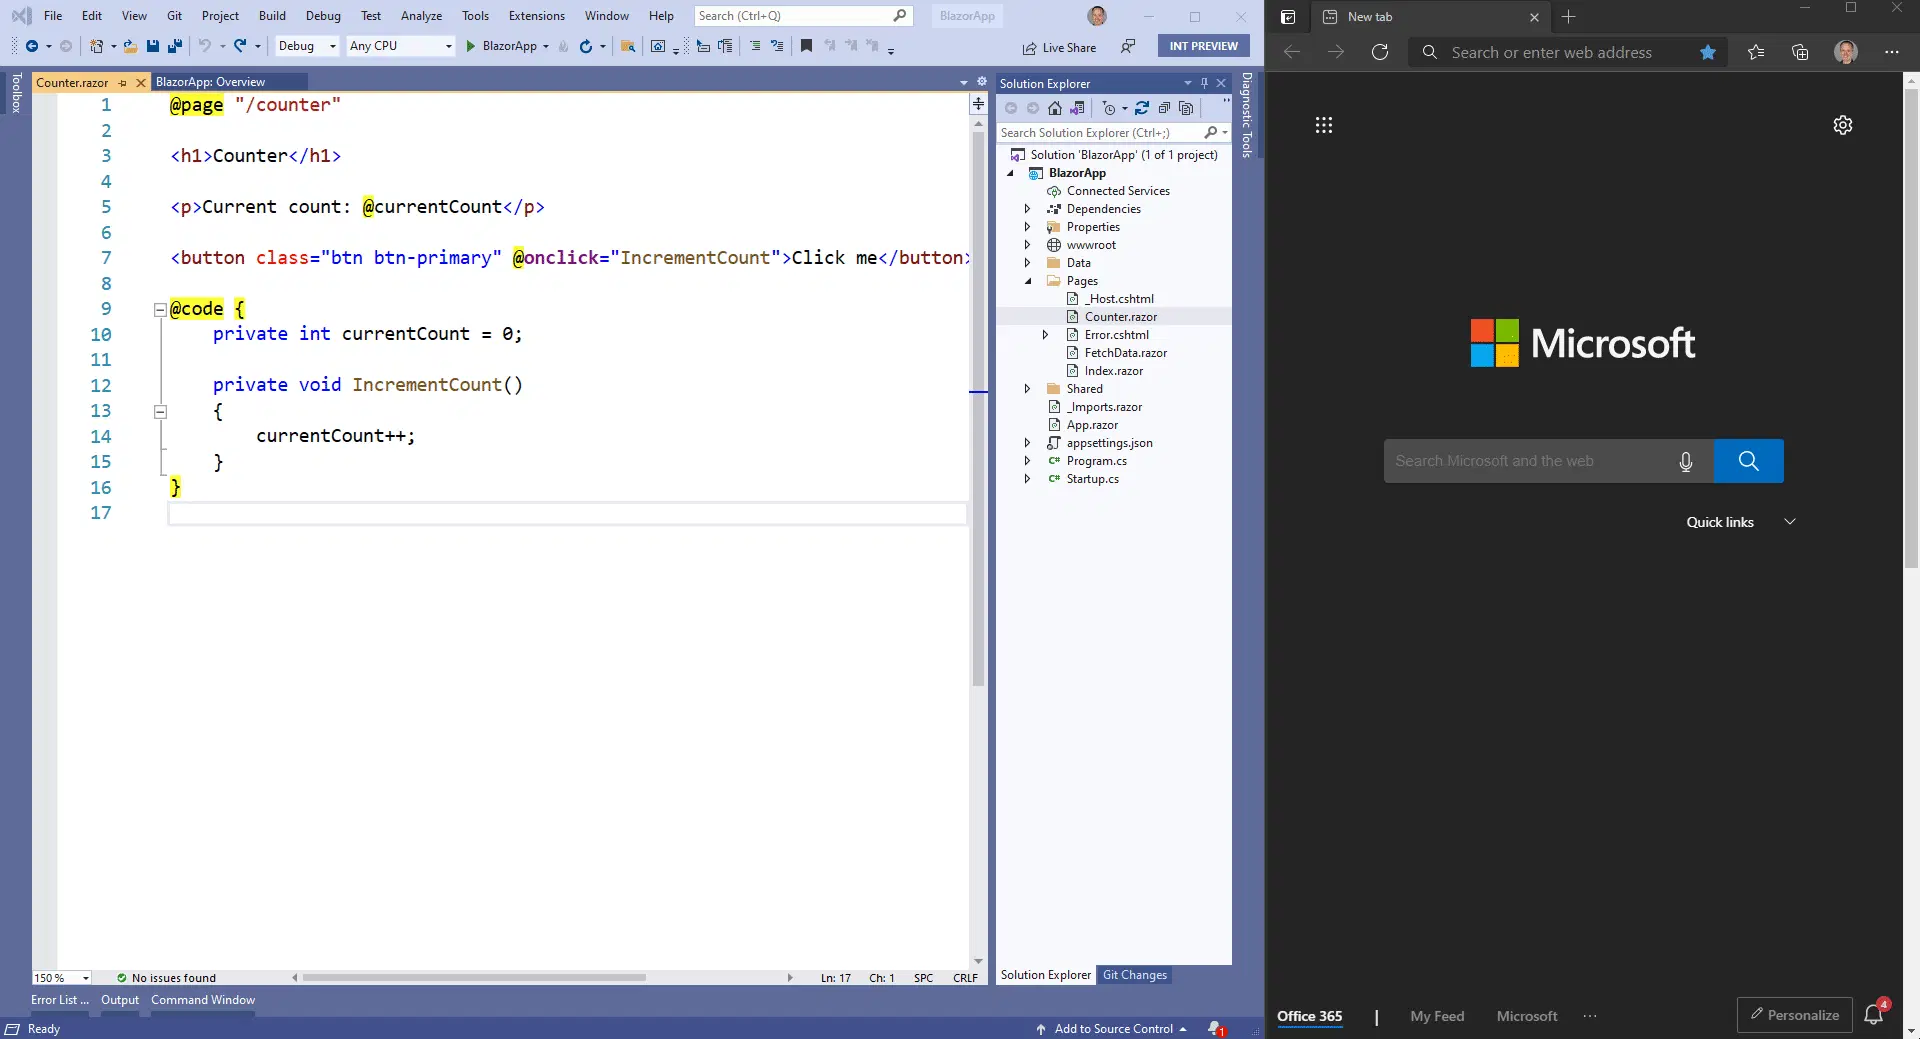 File Edit View Git Project Build Debug Test Analyze Tools Extensions Window Help Search (Ctrl+Q) BlazorApp
Debug Any CPU BlazorApp Live Share INT PREVIEW
Toolbox
Counter.razor BlazorApp: Overview
1 @page "/counter"
2
3 <h1>Counter</h1>
4
5 <p>Current count: @currentCount</p>
6
7 <button class="btn btn-primary" @onclick="IncrementCount">Click me</button>
8
9 @code {
10 private int currentCount = 0;
11
12 private void IncrementCount()
13 {
14 currentCount++;
15 }
16 }
17
150 % No issues found Ln: 17 Ch: 1 SPC CRLF
Error List ... Output Command Window
Ready Add to Source Control 1
Solution Explorer
Search Solution Explorer (Ctrl+;)
Solution 'BlazorApp' (1 of 1 project)
BlazorApp
Connected Services
Dependencies
Properties
wwwroot
Data
Pages
_Host.cshtml
Counter.razor
Error.cshtml
FetchData.razor
Index.razor
Shared
_Imports.razor
App.razor
appsettings.json
C# Program.cs
C# Startup.cs
Solution Explorer Git Changes
Diagnostic Tools
New tab
Search or enter web address
Microsoft
Search Microsoft and the web
Quick links
Office 365 | My Feed Microsoft ... Personalize 4